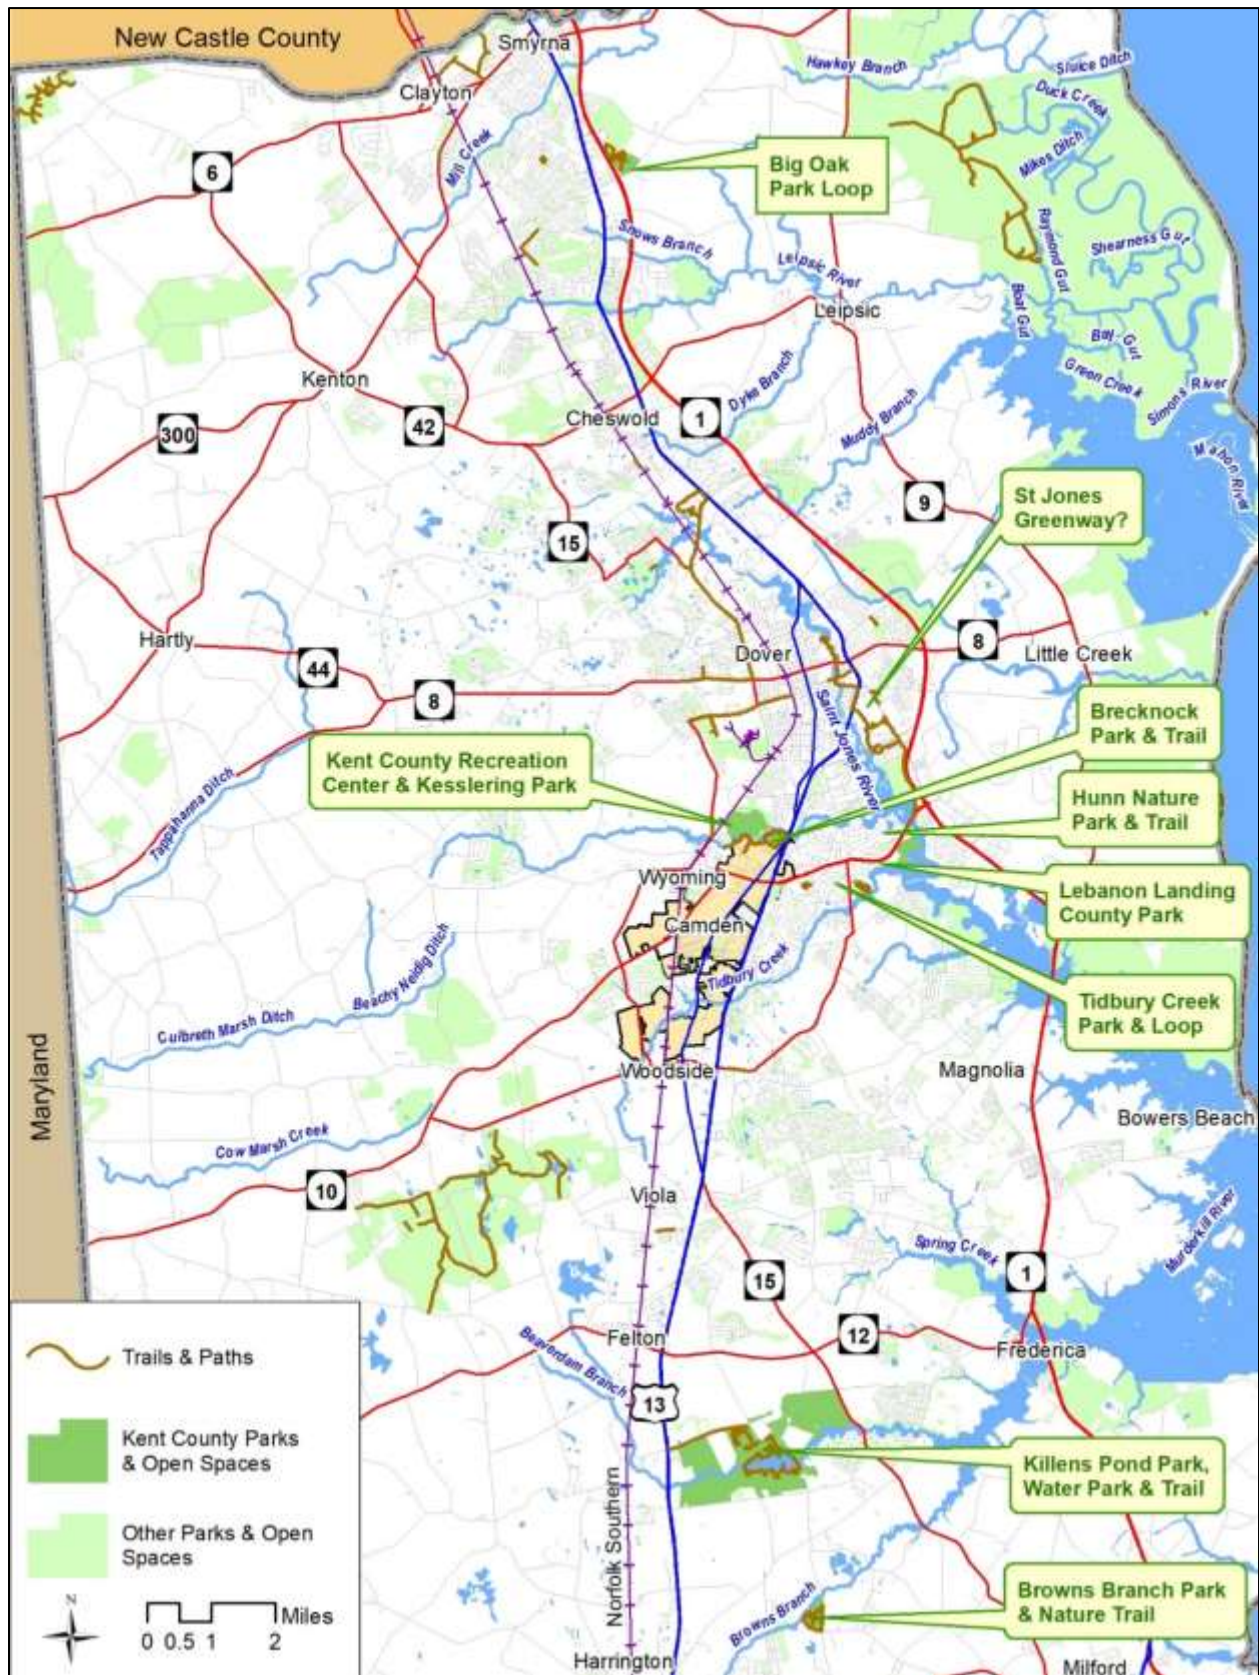 New Castle County
Smyrna
Hawkey Branch
Sluice Ditch
Clayton
Duck Creek
Mill Creek
Mikes Ditch
6
Big Oak
Park Loop
Raymond Gut
Shearness Gut
Snows Branch
Leipsic River
Boat Gut
Leipsic
Bay Gut
Green Creek
Simons River
Kenton
Dyke Branch
Cheswold
1
42
300
Muddy Branch
Mahon River
St Jones
Greenway?
9
15
Hartly
44
8
Dover
8
Little Creek
Saint Jones River
Brecknock
Park & Trail
Kent County Recreation
Center & Kesslering Park
Hunn Nature
Park & Trail
Tappahanna Ditch
Wyoming
Lebanon Landing
County Park
Camden
Beachy Neidig Ditch
Tidbury Creek
Culbreth Marsh Ditch
Tidbury Creek
Park & Loop
Maryland
Woodside
Magnolia
Bowers Beach
Cow Marsh Creek
10
Viola
Murderkill River
Spring Creek
15
1
Felton
12
Frederica
Beaverdam Branch
13
Trails & Paths
Kent County Parks
& Open Spaces
Killens Pond Park,
Water Park & Trail
Other Parks & Open
Spaces
Norfolk Southern
Browns Branch
Browns Branch Park
& Nature Trail
N
Miles
0 0.5 1 2
Harrington
Milford